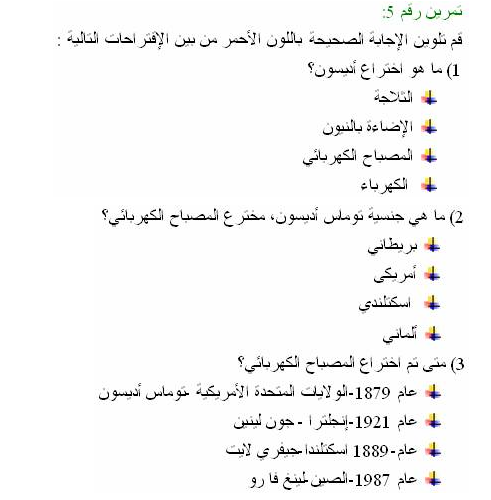 تمرين رقم 5:
قم تلوين الإجابة الصحيحة باللون الأحمر من بين الإقتراحات التالية :
1) ما هو اختراع أديسون؟
الثلاجة
الإضاءة بالنيون
المصباح الكهربائي
الكهرباء
2) ما هي جنسية توماس أديسون، مخترع المصباح الكهربائي؟
بريطاني
أمريكي
اسكتلندي
ألماني
3) متى تم اختراع المصباح الكهربائي؟
عام 1879-الولايات المتحدة الأمريكية -توماس أديسون
عام 1921-إنجلترا - جون لينين
عام-1889 اسكتلندا-جيفري لايت
عام 1987-الصين-لينغ فا رو